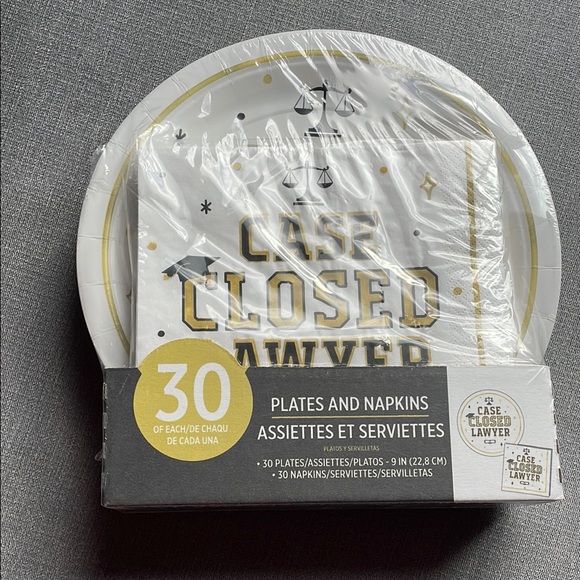 CASE
CLOSED
LAWYER
30
OF EACH/DE CHAQU
DE CADA UNA
PLATES AND NAPKINS
ASSIETTES ET SERVIETTES
PLATOS Y SERVILLETAS
• 30 PLATES/ASSIETTES/PLATOS - 9 IN (22,8 CM)
• 30 NAPKINS/SERVIETTES/SERVILLETAS
CASE
CLOSED
LAWYER
CASE
CLOSED
LAWYER